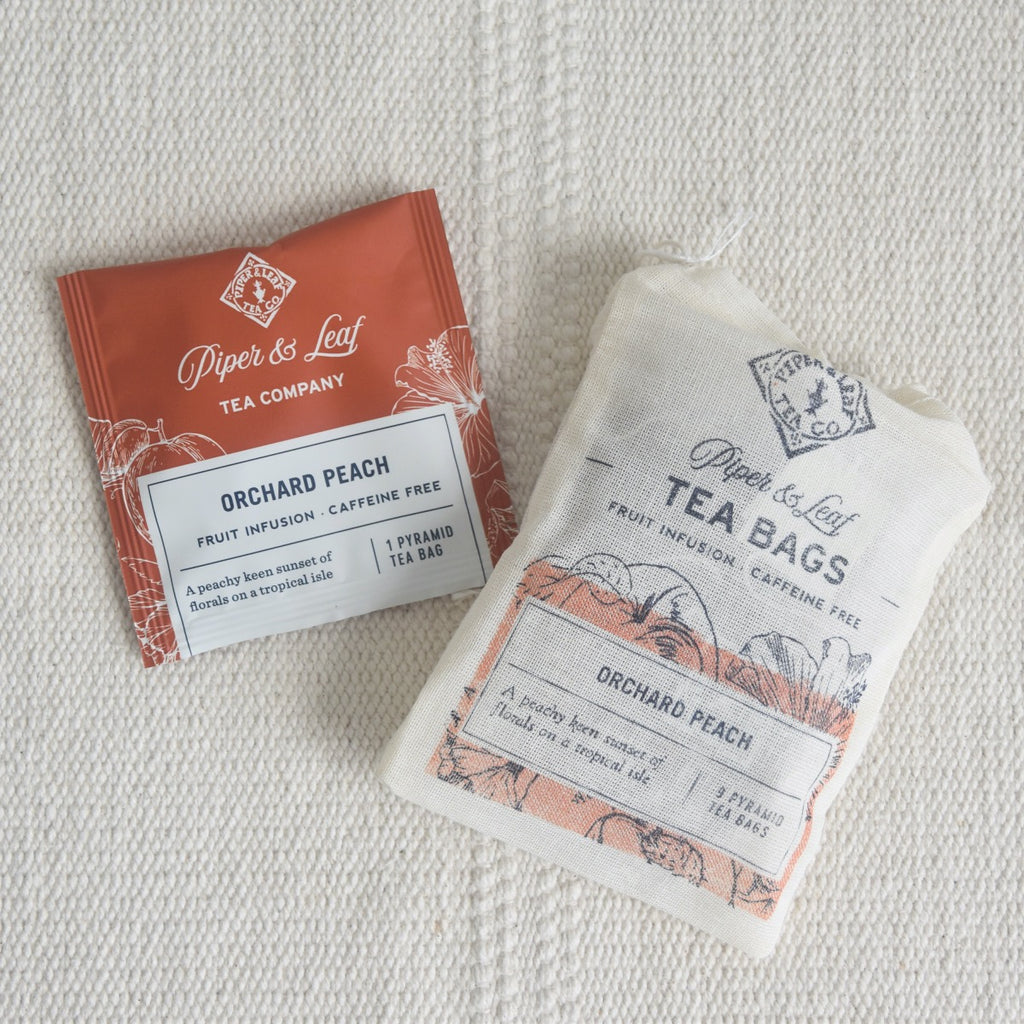 PIPER & LEAF
TEA CO.
Piper & Leaf
TEA COMPANY
ORCHARD PEACH
FRUIT INFUSION · CAFFEINE FREE
A peachy keen sunset of
florals on a tropical isle
1 PYRAMID
TEA BAG
PIPER & LEAF
TEA CO.
Piper & Leaf
TEA BAGS
FRUIT INFUSION · CAFFEINE FREE
ORCHARD PEACH
A peachy keen sunset of
florals on a tropical isle
9 PYRAMID
TEA BAGS